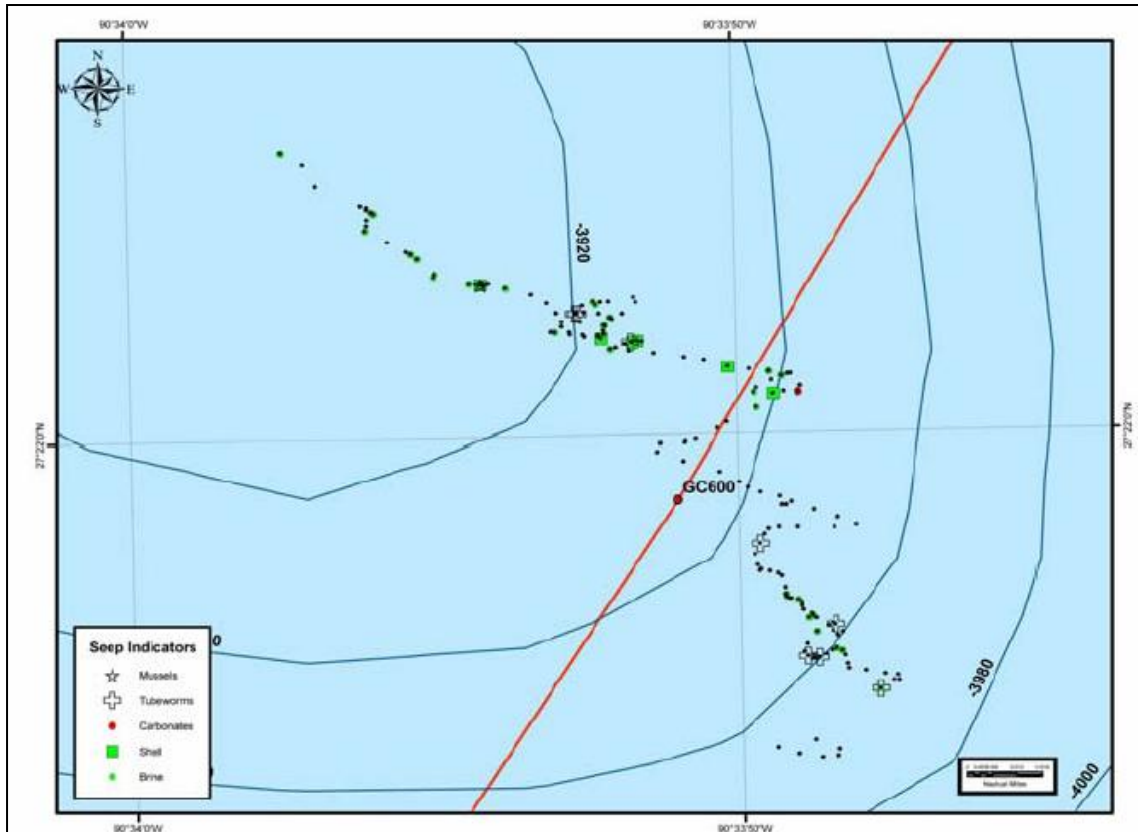 90°34'0"W 90°33'50"W
N
W E
S
-3920
27°22'0"N 27°22'0"N
GC600
0
Seep Indicators
Mussels
Tubeworms
Carbonates
Shell
Brine
-3980
-4000
Nautical Miles
90°34'0"W 90°33'50"W